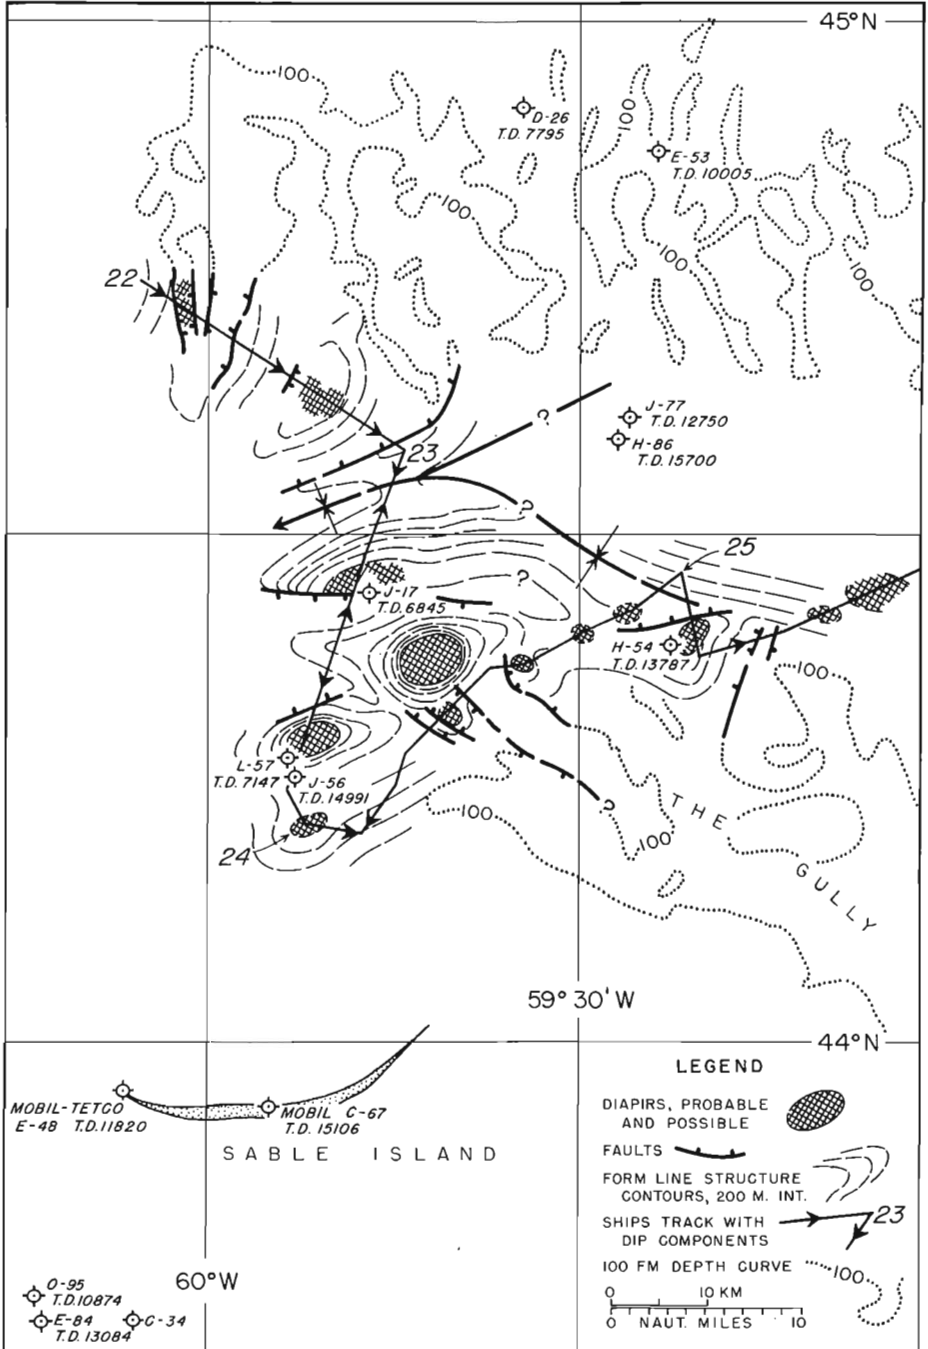 45°N
100
D-26
T.D. 7795
100
E-53
T.D. 10005
100
100
100
22
J-77
T.D. 12750
?
H-86
T.D. 15700
23
?
25
?
J-17
T.D. 6845
H-54
T.D. 13787
100
L-57
T.D. 7147
J-56
T.D. 14991
?
THE
100
100
24
GULLY
59° 30' W
44°N
LEGEND
MOBIL-TETCO
E-48 T.D. 11820
MOBIL C-67
T.D. 15106
SABLE ISLAND
DIAPIRS, PROBABLE
AND POSSIBLE
FAULTS
FORM LINE STRUCTURE
CONTOURS, 200 M. INT.
SHIPS TRACK WITH
DIP COMPONENTS
23
100 FM DEPTH CURVE
100
60°W
O-95
T.D. 10874
E-84
T.D. 13084
C-34
0 10 KM
0 NAUT. MILES 10